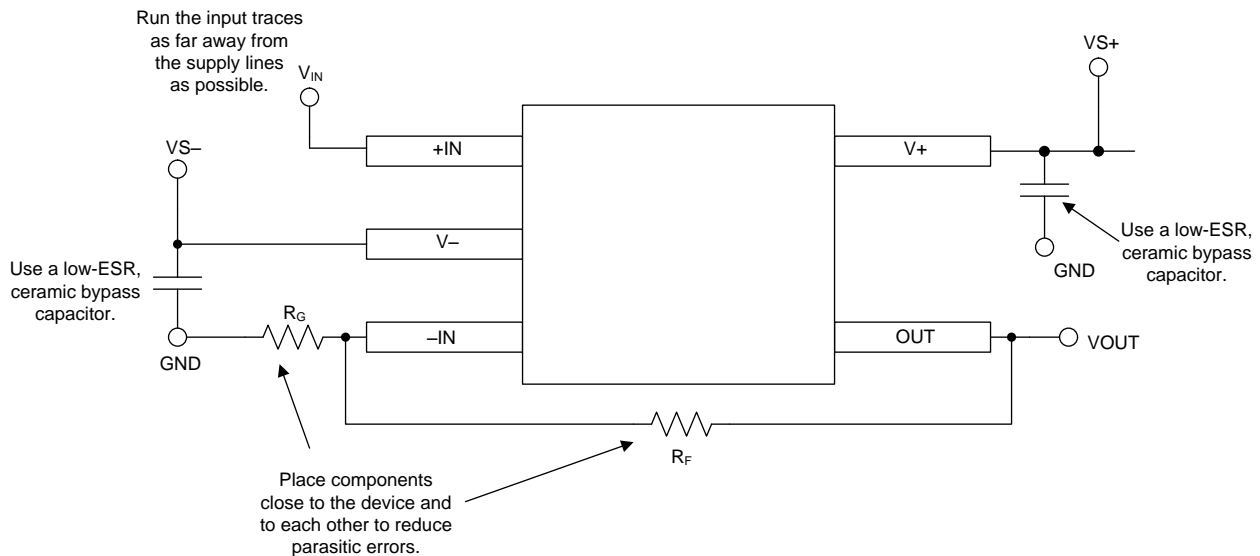 Run the input traces
as far away from
the supply lines
as possible.
VIN
VS+
VS–
+IN
V+
V–
Use a low-ESR,
ceramic bypass
capacitor.
GND
Use a low-ESR,
ceramic bypass
capacitor.
RG
–IN
OUT
VOUT
GND
RF
Place components
close to the device and
to each other to reduce
parasitic errors.